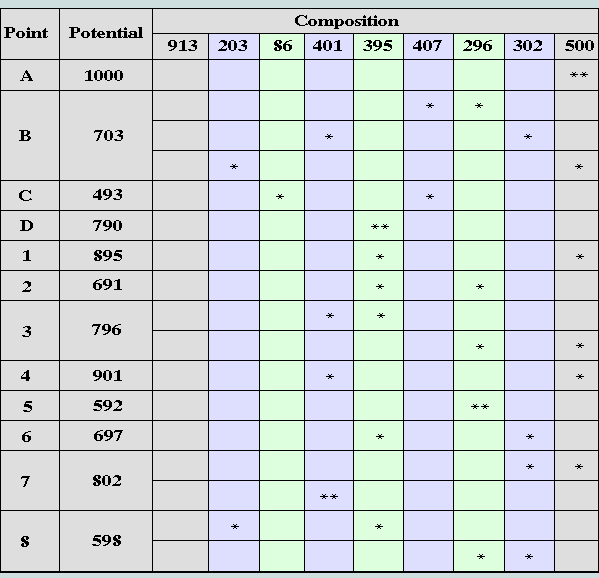 Composition
Point Potential 913 203 86 401 395 407 296 302 500
A 1000 **
B 703 * *
* *
* *
C 493 * *
D 790 **
1 895 * *
2 691 * *
3 796 * *
* *
4 901 * *
5 592 **
6 697 * *
7 802 * *
**
8 598 * *
* *